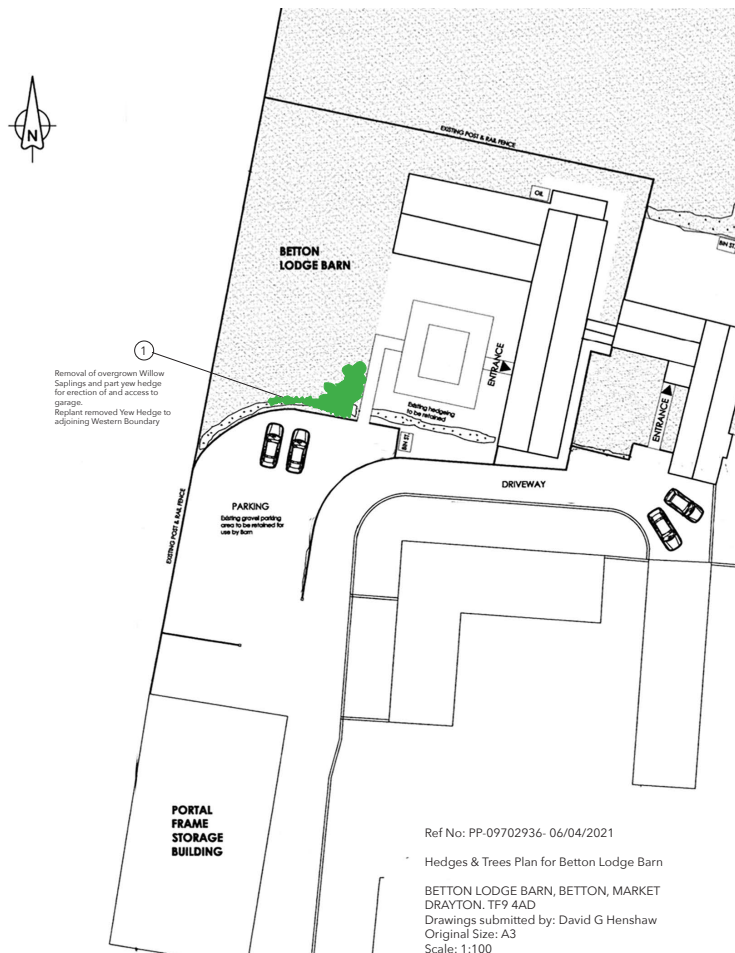 N
EXISTING POST & RAIL FENCE
OIL
BIN ST.
BETTON
LODGE BARN
1
Removal of overgrown Willow
Saplings and part yew hedge
for erection of and access to
garage.
Replant removed Yew Hedge to
adjoining Western Boundary
ENTRANCE
Existing hedgeing
to be retained
ENTRANCE
BIN ST.
DRIVEWAY
PARKING
Existing gravel parking
area to be retained for
use by Barn
EXISTING POST & RAIL FENCE
PORTAL
FRAME
STORAGE
BUILDING
Ref No: PP-09702936- 06/04/2021
Hedges & Trees Plan for Betton Lodge Barn
BETTON LODGE BARN, BETTON, MARKET
DRAYTON. TF9 4AD
Drawings submitted by: David G Henshaw
Original Size: A3
Scale: 1:100